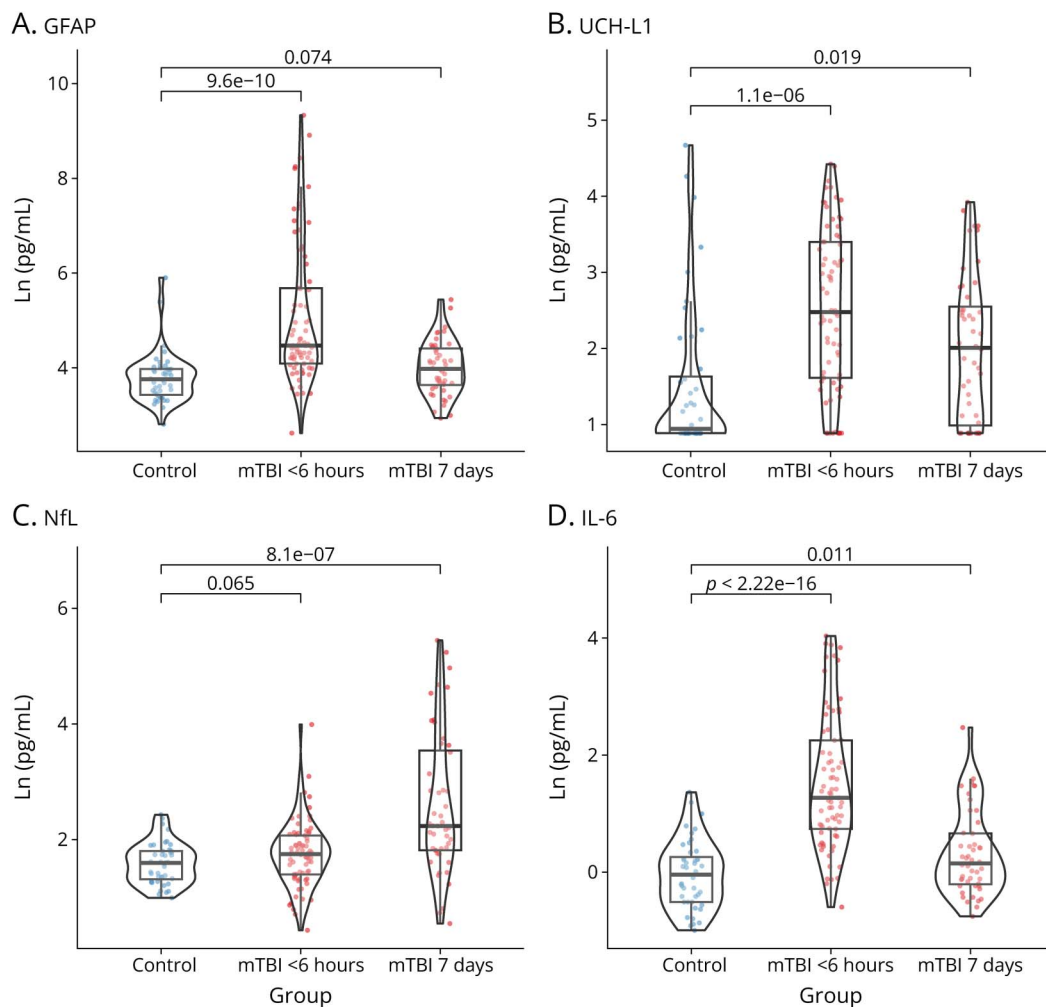 A. GFAP
Ln (pg/mL)
10
8
6
4
0.074
9.6e−10
Control
mTBI <6 hours
mTBI 7 days
B. UCH-L1
Ln (pg/mL)
5
4
3
2
1
0.019
1.1e−06
Control
mTBI <6 hours
mTBI 7 days
C. NfL
Ln (pg/mL)
6
4
2
8.1e−07
0.065
Control
mTBI <6 hours
mTBI 7 days
Group
D. IL-6
Ln (pg/mL)
4
2
0
0.011
p < 2.22e−16
Control
mTBI <6 hours
mTBI 7 days
Group